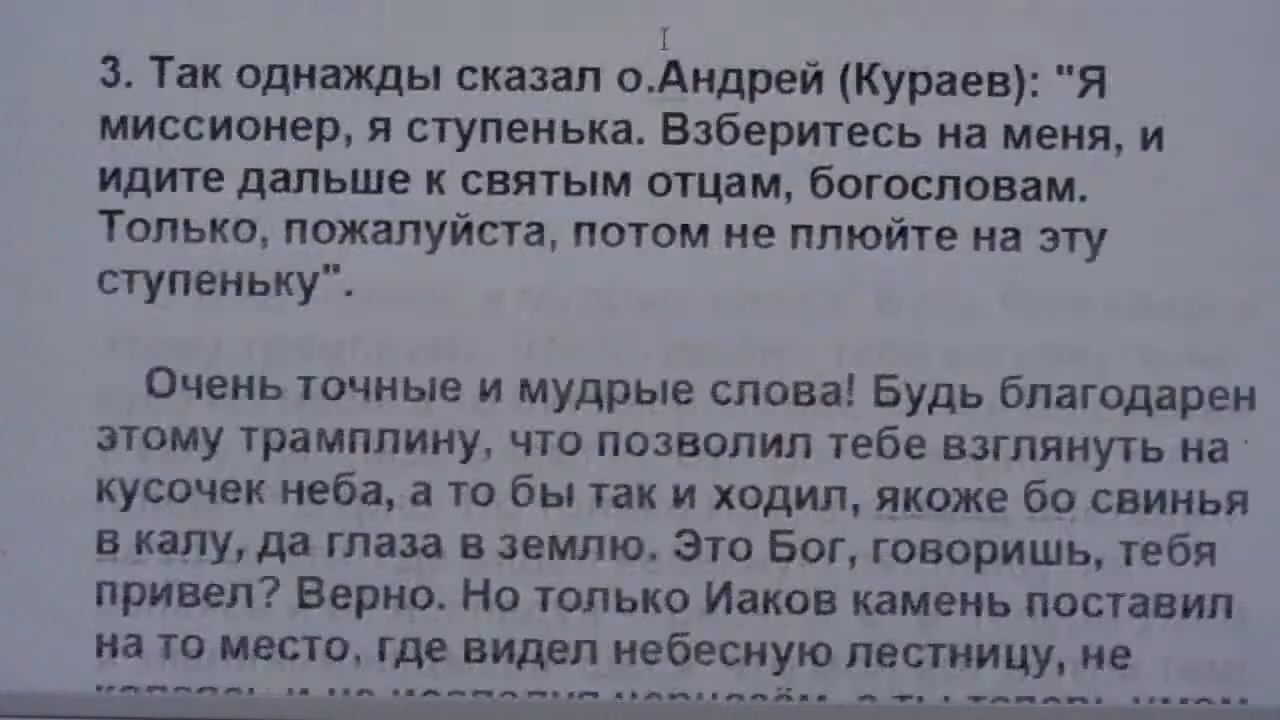 3. Так однажды сказал о.Андрей (Кураев): "Я
миссионер, я ступенька. Взберитесь на меня, и
идите дальше к святым отцам, богословам.
Только, пожалуйста, потом не плюйте на эту
ступеньку".
Очень точные и мудрые слова! Будь благодарен
этому трамплину, что позволил тебе взглянуть на
кусочек неба, а то бы так и ходил, якоже бо свинья
в калу, да глаза в землю. Это Бог, говоришь, тебя
привел? Верно. Но только Иаков камень поставил
на то место, где видел небесную лестницу, не